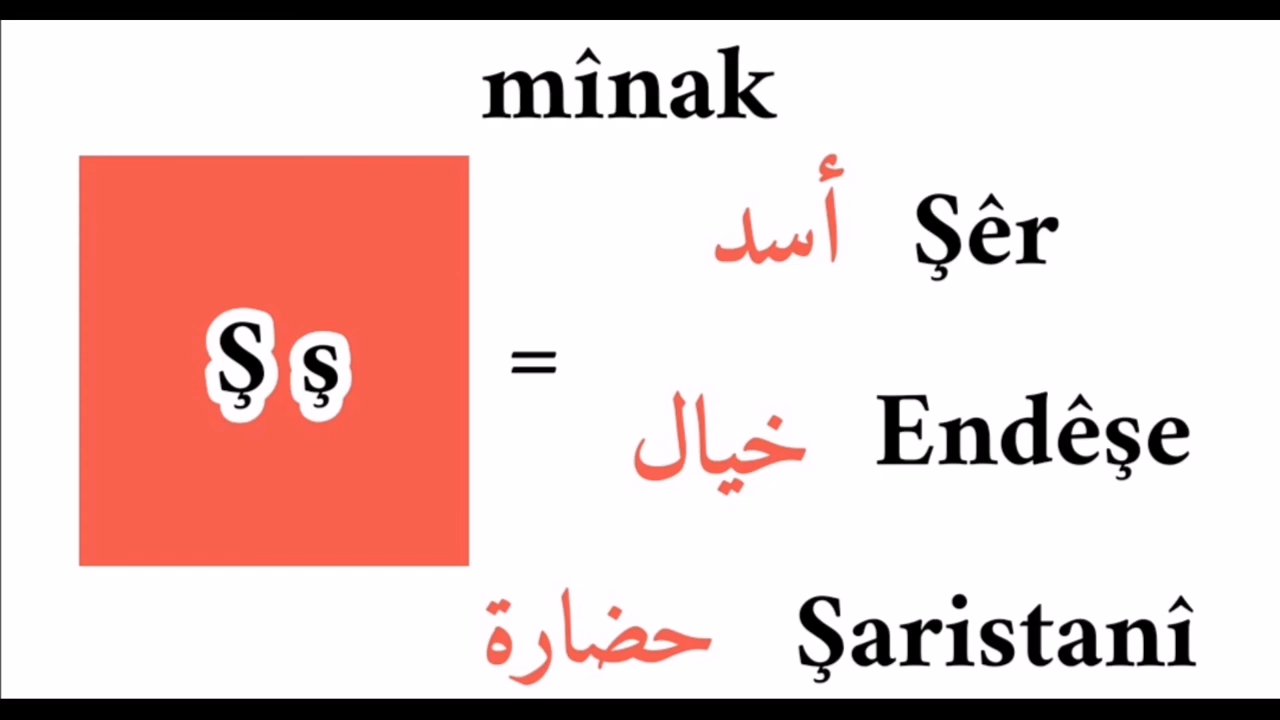 mînak
أسد Şêr
Ş ş =
خيال Endêşe
حضارة Şaristanî